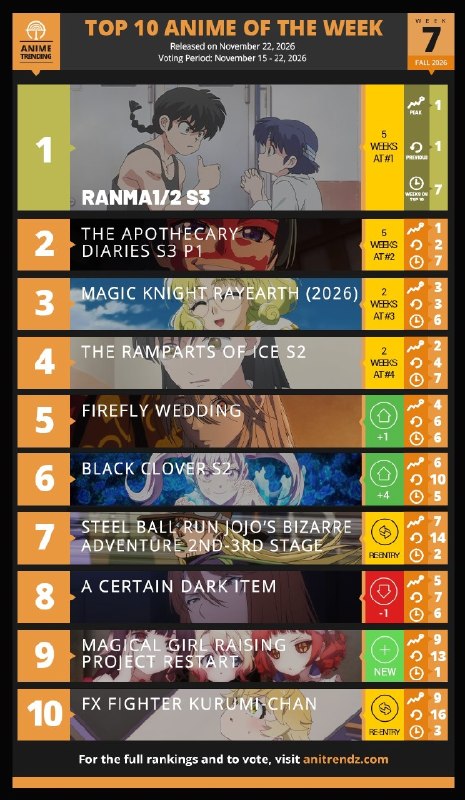 ANIME
TRENDING
TOP 10 ANIME OF THE WEEK
Released on November 22, 2026
Voting Period: November 15 - 22, 2026
WEEK
7
FALL 2026
1
RANMA1/2 S3
5
WEEKS
AT #1
PEAK
1
PREVIOUS
1
WEEKS ON
TOP 10
7
2
THE APOTHECARY
DIARIES S3 P1
5
WEEKS
AT #2
1
2
7
3
MAGIC KNIGHT RAYEARTH (2026)
2
WEEKS
AT #3
3
3
6
4
THE RAMPARTS OF ICE S2
2
WEEKS
AT #4
2
4
7
5
FIREFLY WEDDING
+1
4
6
6
6
BLACK CLOVER S2
+4
6
10
5
7
STEEL BALL RUN JOJO'S BIZARRE
ADVENTURE 2ND-3RD STAGE
RE-ENTRY
7
14
2
8
A CERTAIN DARK ITEM
-1
5
7
6
9
MAGICAL GIRL RAISING
PROJECT RESTART
NEW
9
13
1
10
FX FIGHTER KURUMI-CHAN
RE-ENTRY
9
16
3
For the full rankings and to vote, visit anitrendz.com